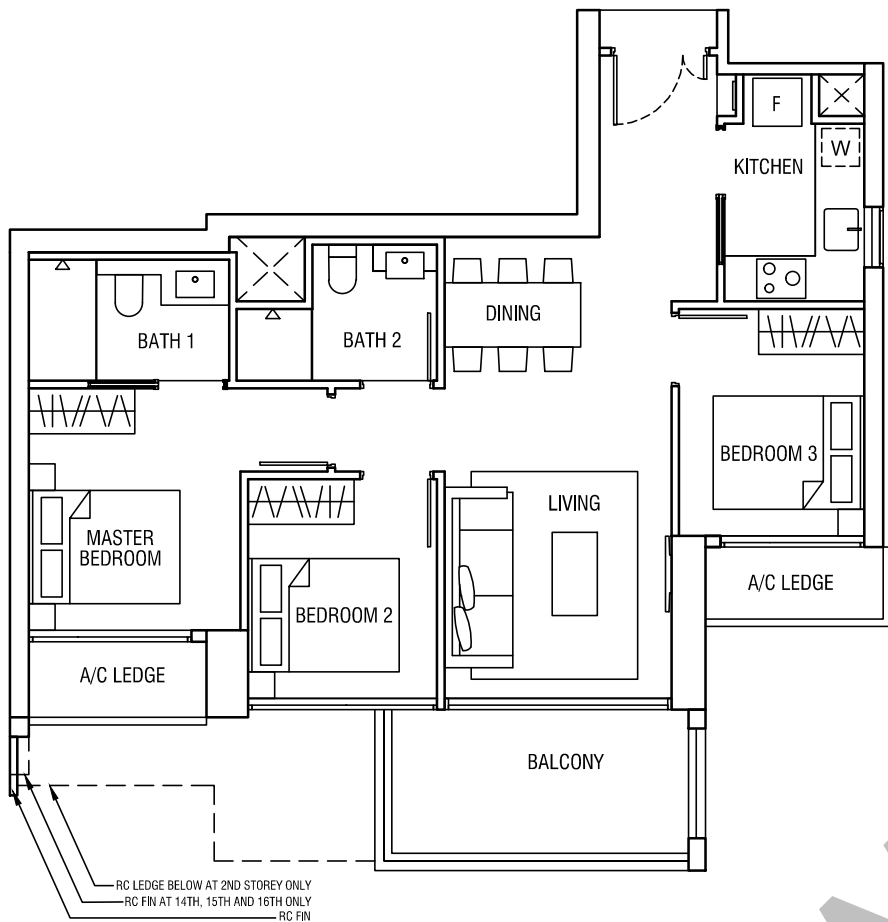 F
W
KITCHEN
DINING
BATH 1
BATH 2
BEDROOM 3
LIVING
MASTER
BEDROOM
A/C LEDGE
BEDROOM 2
A/C LEDGE
BALCONY
RC LEDGE BELOW AT 2ND STOREY ONLY
RC FIN AT 14TH, 15TH AND 16TH ONLY
RC FIN